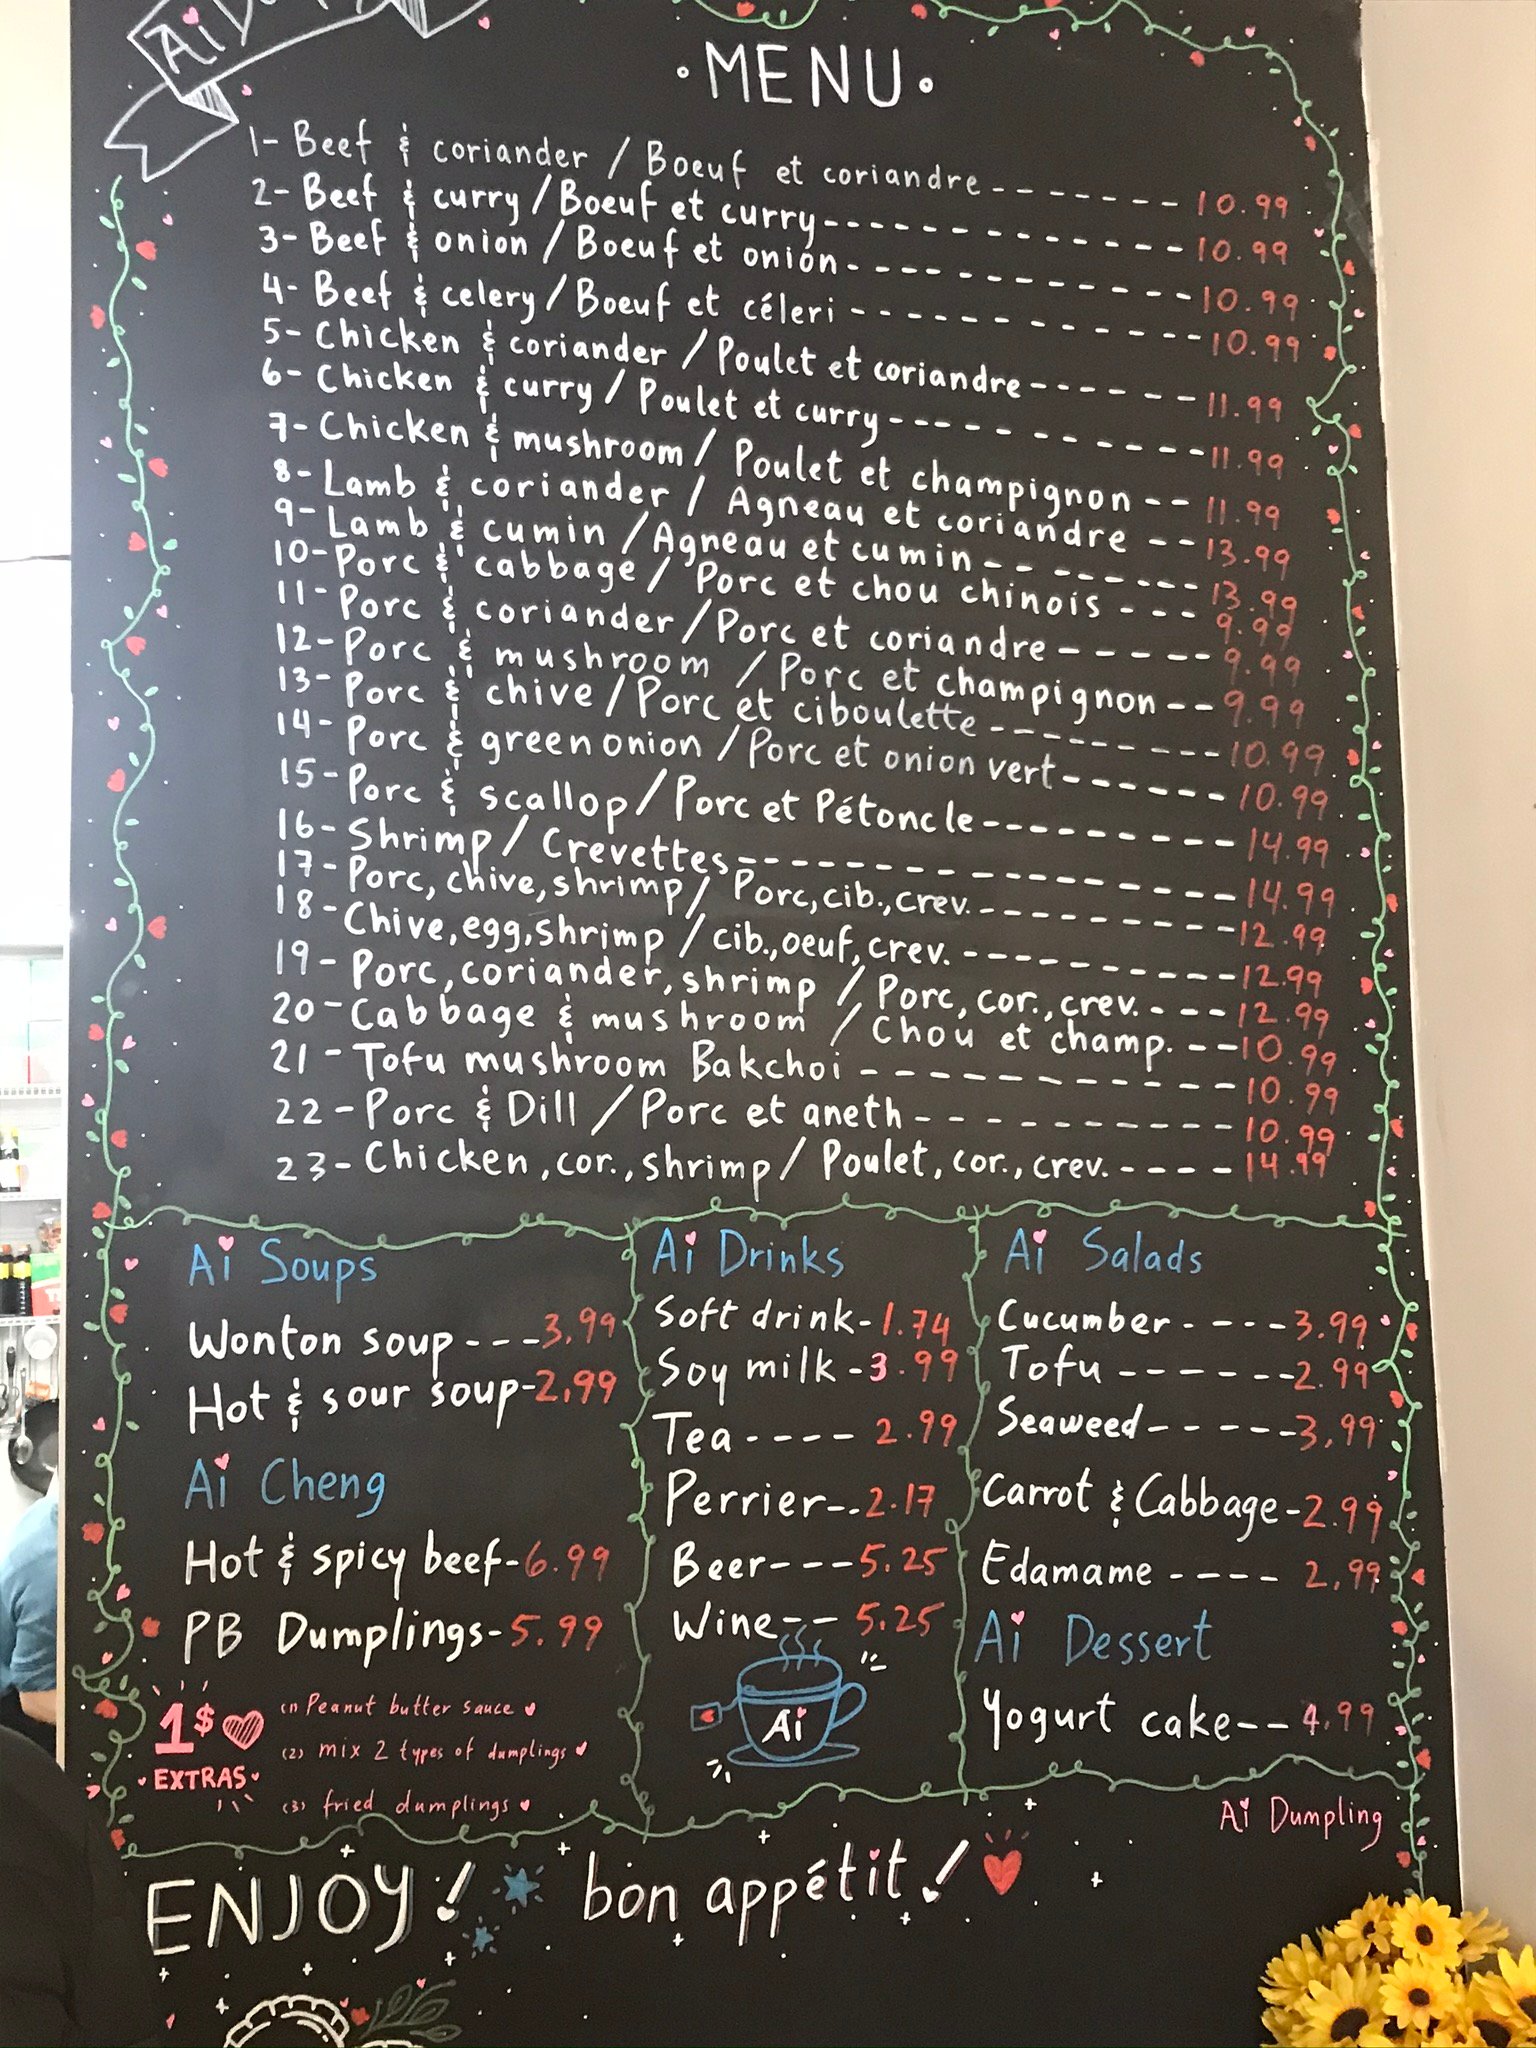 Ai
• MENU •
1- Beef & coriander / Boeuf et coriandre ------ 10.99
2- Beef & curry / Boeuf et curry ------------- 10.99
3- Beef & onion / Boeuf et onion ------------- 10.99
4- Beef & celery / Boeuf et céleri ------------- 10.99
5- Chicken & coriander / Poulet et coriandre ------ 11.99
6- Chicken & curry / Poulet et curry ------------ 11.99
7- Chicken & mushroom / Poulet et champignon -- 11.99
8- Lamb & coriander / Agneau et coriandre -- 13.99
9- Lamb & cumin / Agneau et cumin -------- 13.99
10- Porc & cabbage / Porc et chou chinois --- 9.99
11- Porc & coriander / Porc et coriandre ----- 9.99
12- Porc & mushroom / Porc et champignon -- 9.99
13- Porc & chive / Porc et ciboulette --------- 10.99
14- Porc & green onion / Porc et onion vert ------ 10.99
15- Porc & scallop / Porc et Pétoncle --------- 14.99
16- Shrimp / Crevettes ---------------- 14.99
17- Porc, chive, shrimp / Porc, cib., crev. --------- 12.99
18- Chive, egg, shrimp / cib., oeuf, crev. ---------- 12.99
19- Porc, coriander, shrimp / Porc, cor., crev. --- 12.99
20- Cabbage & mushroom / Chou et champ. -- 10.99
21- Tofu mushroom Bakchoi ----------- 10.99
22- Porc & Dill / Porc et aneth ---------- 10.99
23- Chicken, cor., shrimp / Poulet, cor., crev. ---- 14.99
Ai Soups
Wonton soup --- 3.99
Hot & sour soup - 2.99
Ai Cheng
Hot & spicy beef - 6.99
PB Dumplings - 5.99
1$ EXTRAS
(1) Peanut butter sauce
(2) mix 2 types of dumplings
(3) fried dumplings
Ai Drinks
Soft drink - 1.74
Soy milk - 3.99
Tea ---- 2.99
Perrier -- 2.17
Beer --- 5.25
Wine -- 5.25
Ai
Ai Salads
Cucumber ---- 3.99
Tofu ------ 2.99
Seaweed ----- 3.99
Carrot & Cabbage - 2.99
Edamame ---- 2.99
Ai Dessert
Yogurt cake -- 4.99
Ai Dumpling
ENJOY! bon appétit!